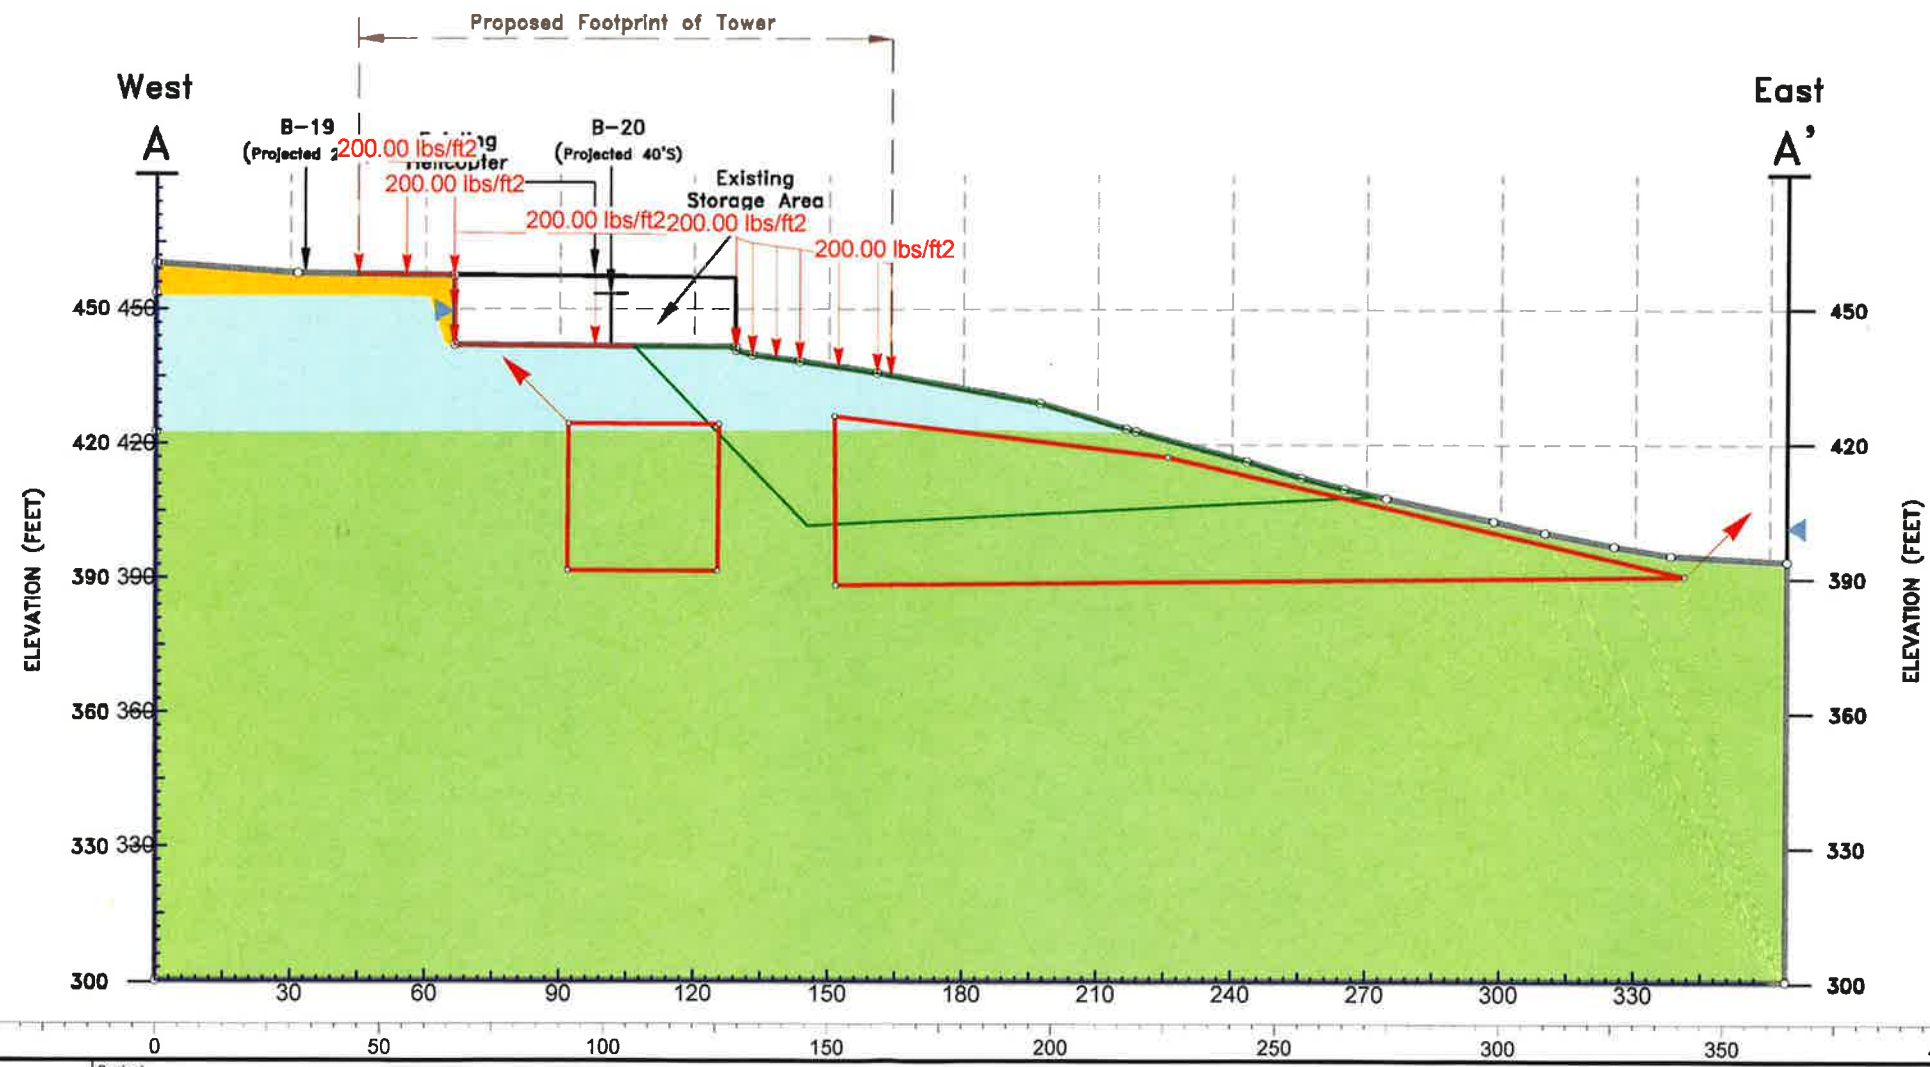 Proposed Footprint of Tower
West
East
A
A'
B-19
(Projected 2
200.00 lbs/ft2
Helicopter
200.00 lbs/ft2
B-20
(Projected 40'S)
Existing
Storage Area
200.00 lbs/ft2
200.00 lbs/ft2
200.00 lbs/ft2
450 450
450
420 420
420
390 390
390
360 360
360
330 330
330
300
300
ELEVATION (FEET)
ELEVATION (FEET)
30 60 90 120 150 180 210 240 270 300 330
0 50 100 150 200 250 300 350